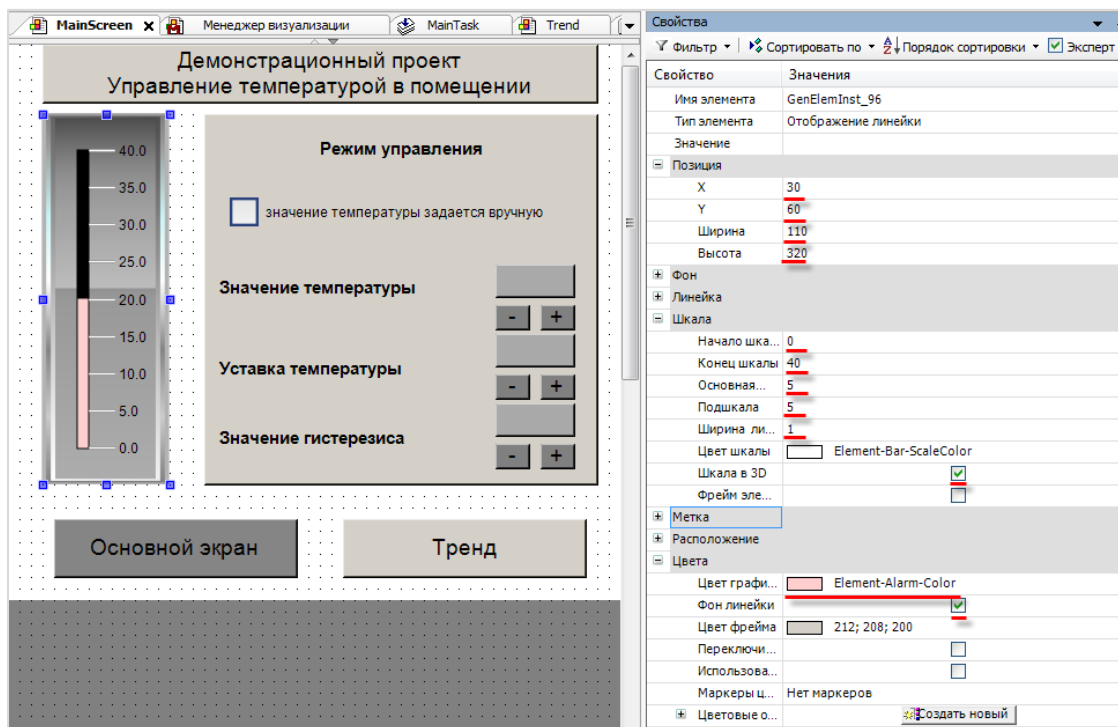 MainScreen X Менеджер визуализации MainTask Trend
Демонстрационный проект
Управление температурой в помещении
40.0
35.0
30.0
25.0
20.0
15.0
10.0
5.0
0.0
Режим управления
значение температуры задается вручную
Значение температуры
- +
Уставка температуры
- +
Значение гистерезиса
- +
Основной экран Тренд
Свойства
Фильтр Сортировать по Порядок сортировки Эксперт
Свойство Значения
Имя элемента GenElemInst_96
Тип элемента Отображение линейки
Значение
Позиция
X 30
Y 60
Ширина 110
Высота 320
Фон
Линейка
Шкала
Начало шка... 0
Конец шкалы 40
Основная... 5
Подшкала 5
Ширина ли... 1
Цвет шкалы Element-Bar-ScaleColor
Шкала в 3D
Фрейм эле...
Метка
Расположение
Цвета
Цвет графи... Element-Alarm-Color
Фон линейки
Цвет фрейма 212; 208; 200
Переключи...
Использова...
Маркеры ц... Нет маркеров
Цветовые о... Создать новый